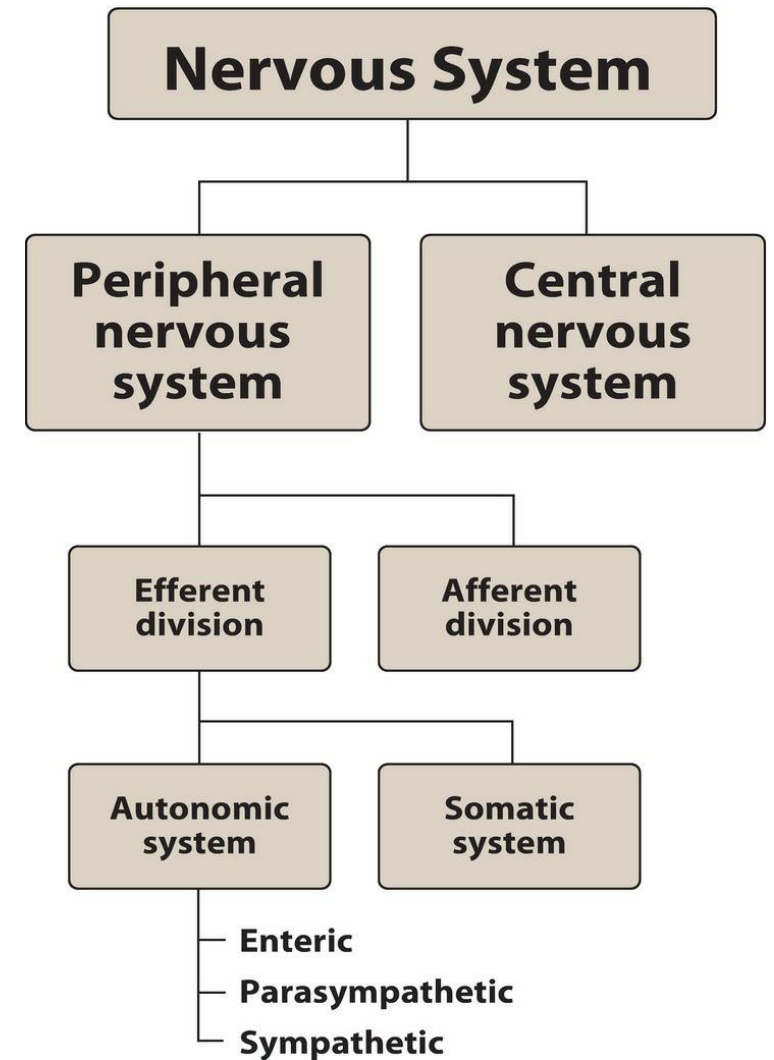 Nervous System
Peripheral
nervous
system
Central
nervous
system
Efferent
division
Afferent
division
Autonomic
system
Somatic
system
Enteric
Parasympathetic
Sympathetic